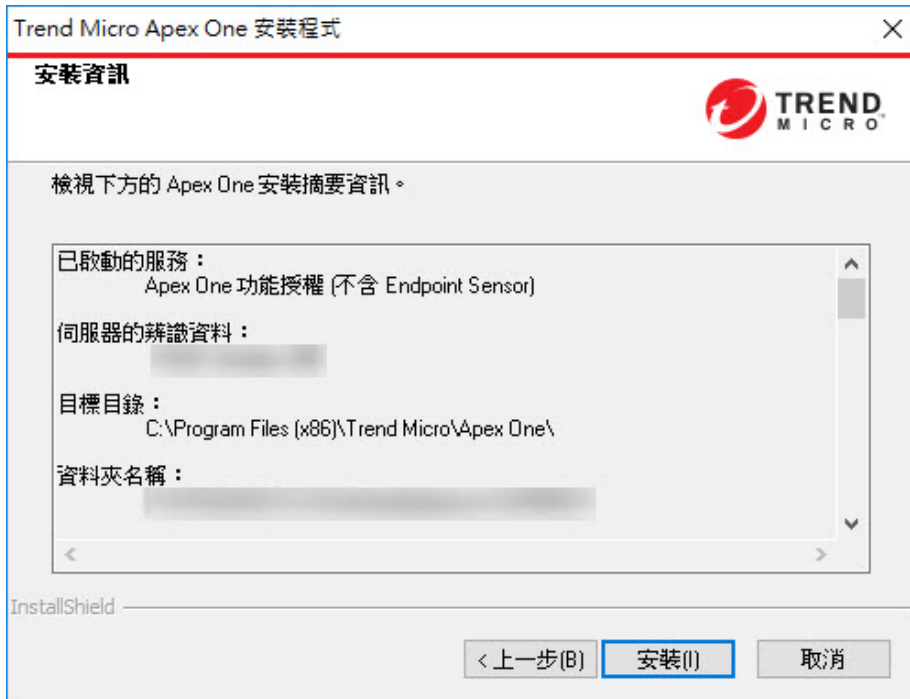 Trend Micro Apex One 安裝程式
安裝資訊
TREND
MICRO
檢視下方的 Apex One 安裝摘要資訊。
已啟動的服務：
Apex One 功能授權 (不含 Endpoint Sensor)
伺服器的辨識資料：
目標目錄：
C:\Program Files (x86)\Trend Micro\Apex One\
資料夾名稱：
InstallShield
< 上一步(B) 安裝(I) 取消